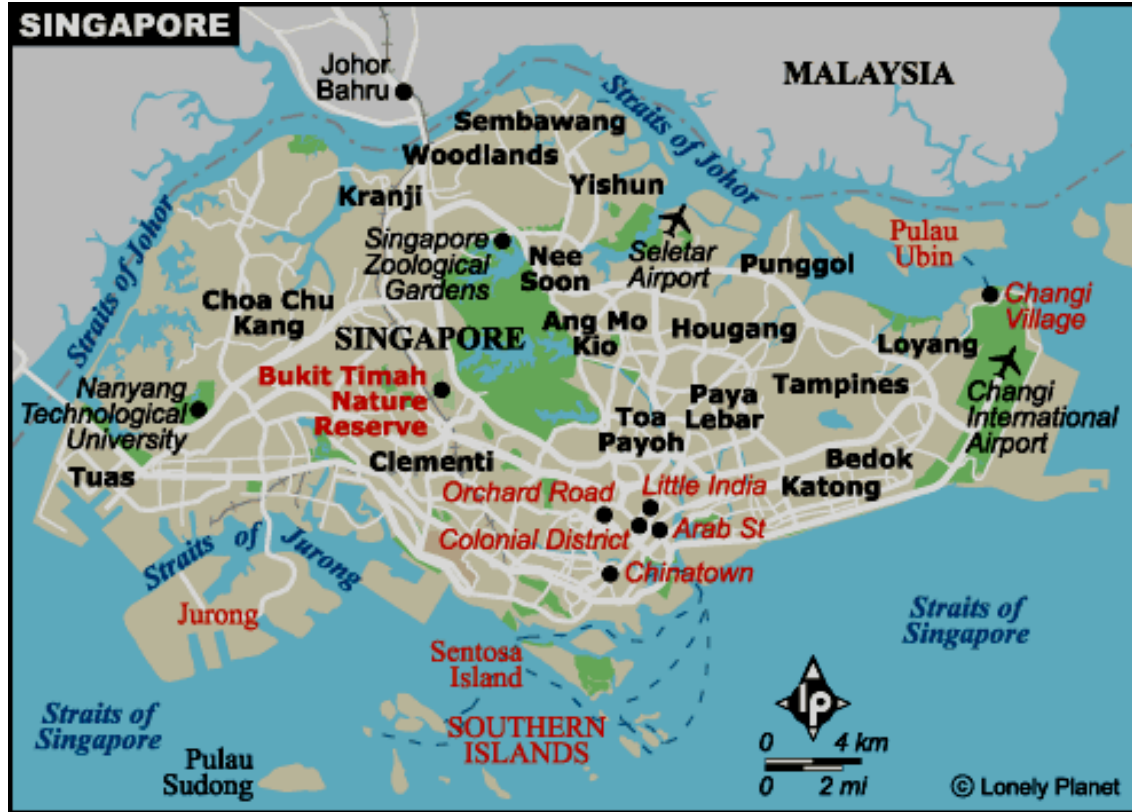 SINGAPORE
Johor
Bahru
MALAYSIA
Straits of Johor
Sembawang
Woodlands
Yishun
Kranji
Straits of Johor
Singapore
Zoological
Gardens
Nee
Soon
Seletar
Airport
Punggol
Pulau
Ubin
Changi
Village
Choa Chu
Kang
SINGAPORE
Ang Mo
Kio
Hougang
Loyang
Bukit Timah
Nature
Reserve
Nanyang
Technological
University
Toa
Payoh
Paya
Lebar
Tampines
Changi
International
Airport
Tuas
Clementi
Bedok
Katong
Orchard Road
Little India
Colonial District
Arab St
Chinatown
Straits of Jurong
Jurong
Straits of
Singapore
Sentosa
Island
SOUTHERN
ISLANDS
Straits of
Singapore
Pulau
Sudong
lp
0 4 km
0 2 mi
© Lonely Planet